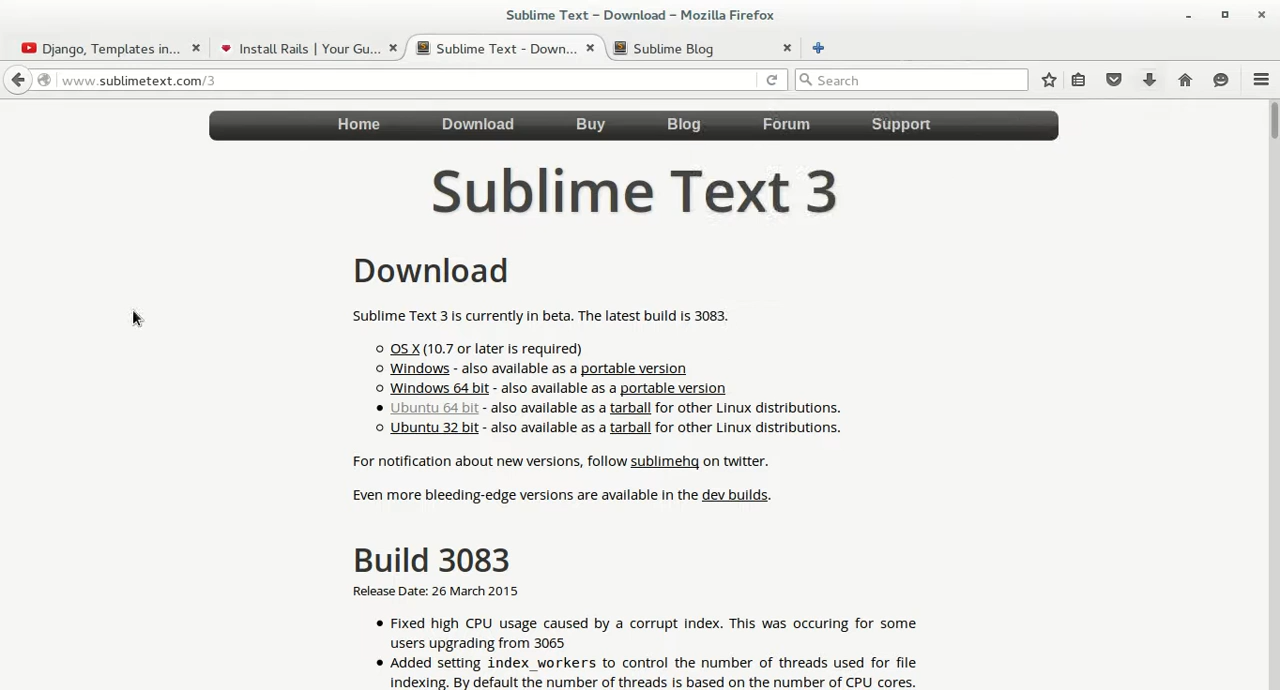 Sublime Text - Download - Mozilla Firefox
Django, Templates in...
Install Rails | Your Gu...
Sublime Text - Down...
Sublime Blog
www.sublimetext.com/3
Search
Home Download Buy Blog Forum Support
Sublime Text 3
Download
Sublime Text 3 is currently in beta. The latest build is 3083.
OS X (10.7 or later is required)
Windows - also available as a portable version
Windows 64 bit - also available as a portable version
Ubuntu 64 bit - also available as a tarball for other Linux distributions.
Ubuntu 32 bit - also available as a tarball for other Linux distributions.
For notification about new versions, follow sublimehq on twitter.
Even more bleeding-edge versions are available in the dev builds.
Build 3083
Release Date: 26 March 2015
Fixed high CPU usage caused by a corrupt index. This was occuring for some
users upgrading from 3065
Added setting index_workers to control the number of threads used for file
indexing. By default the number of threads is based on the number of CPU cores.